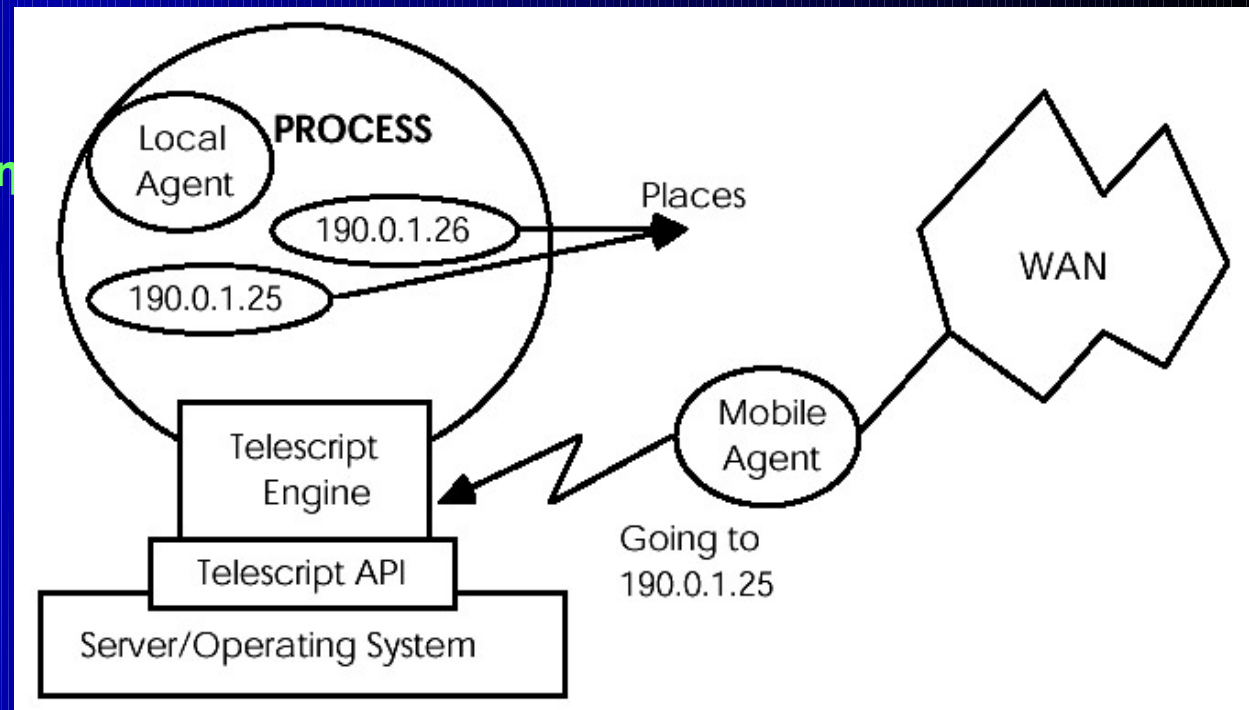 Local
Agent
PROCESS
190.0.1.26
190.0.1.25
Places
WAN
Mobile
Agent
Going to
190.0.1.25
Telescript
Engine
Telescript API
Server/Operating System